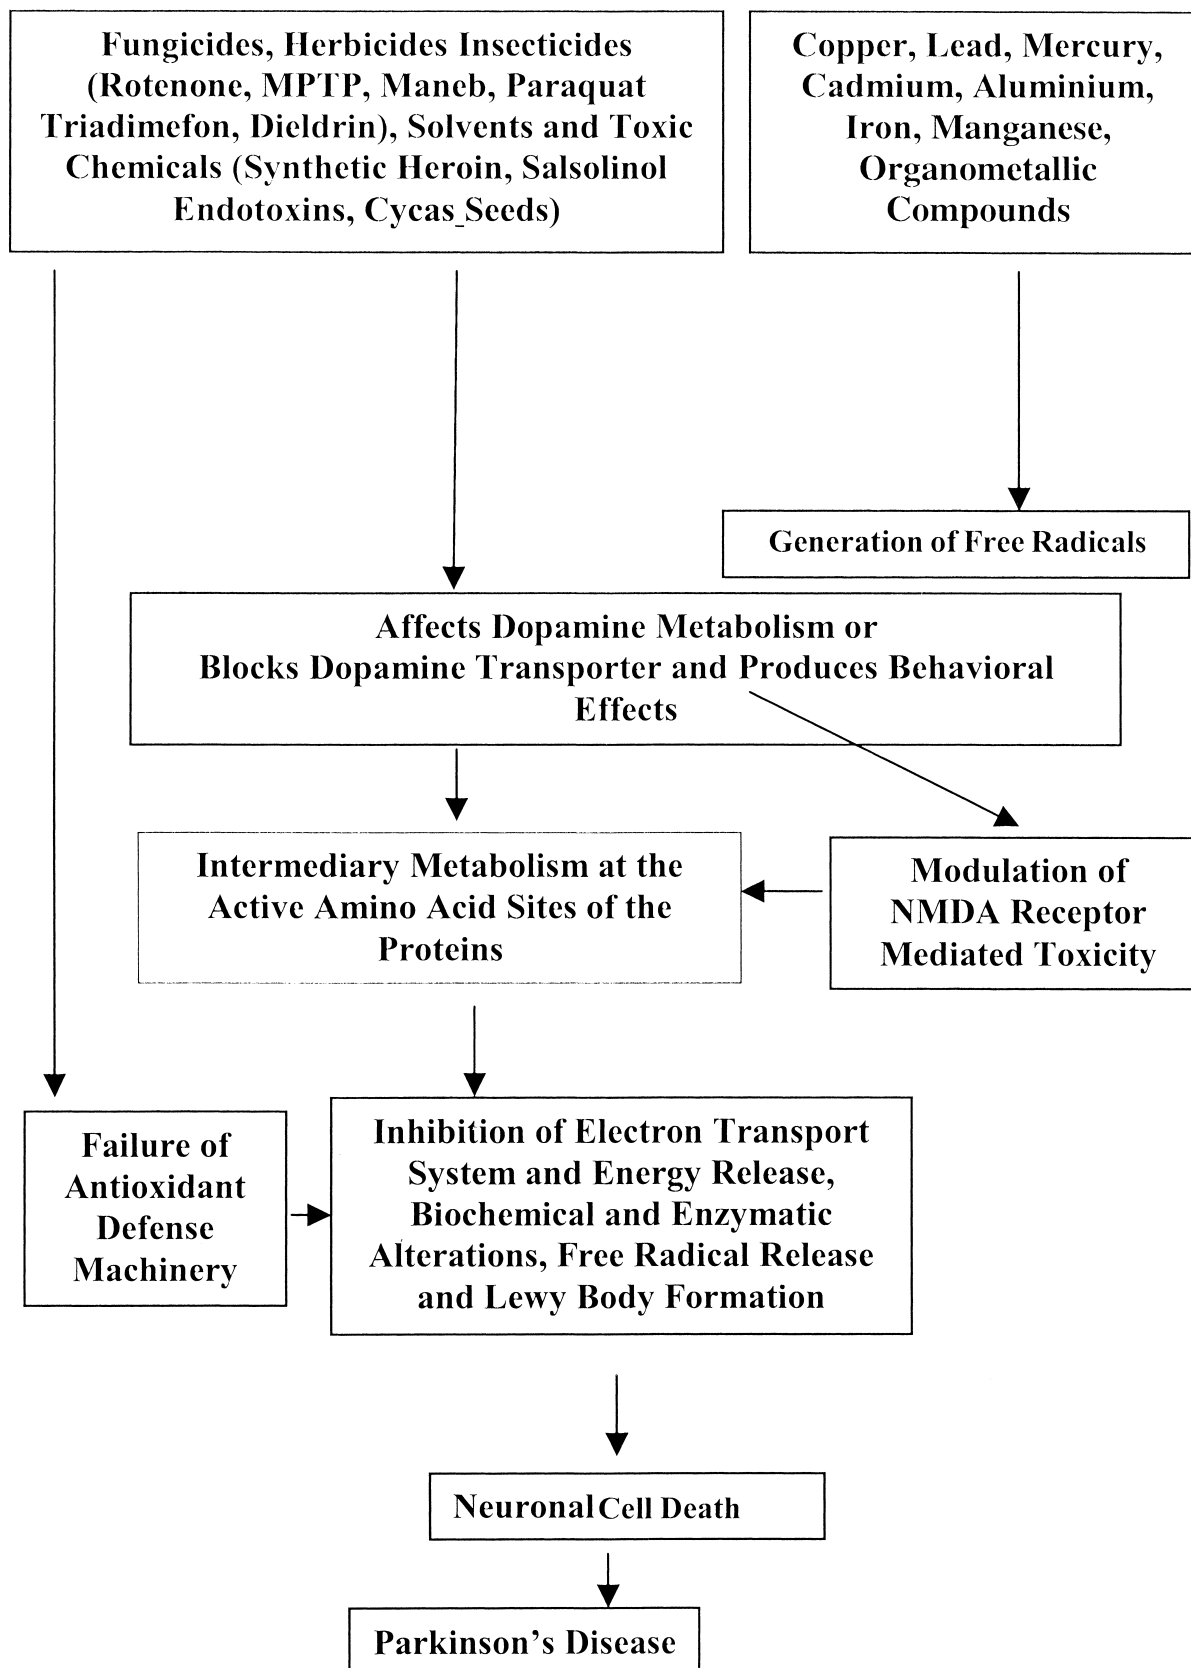 Fungicides, Herbicides Insecticides
(Rotenone, MPTP, Maneb, Paraquat
Triadimefon, Dieldrin), Solvents and Toxic
Chemicals (Synthetic Heroin, Salsolinol
Endotoxins, Cycas_Seeds)
Copper, Lead, Mercury,
Cadmium, Aluminium,
Iron, Manganese,
Organometallic
Compounds
Generation of Free Radicals
Affects Dopamine Metabolism or
Blocks Dopamine Transporter and Produces Behavioral
Effects
Intermediary Metabolism at the
Active Amino Acid Sites of the
Proteins
Modulation of
NMDA Receptor
Mediated Toxicity
Failure of
Antioxidant
Defense
Machinery
Inhibition of Electron Transport
System and Energy Release,
Biochemical and Enzymatic
Alterations, Free Radical Release
and Lewy Body Formation
Neuronal Cell Death
Parkinson's Disease